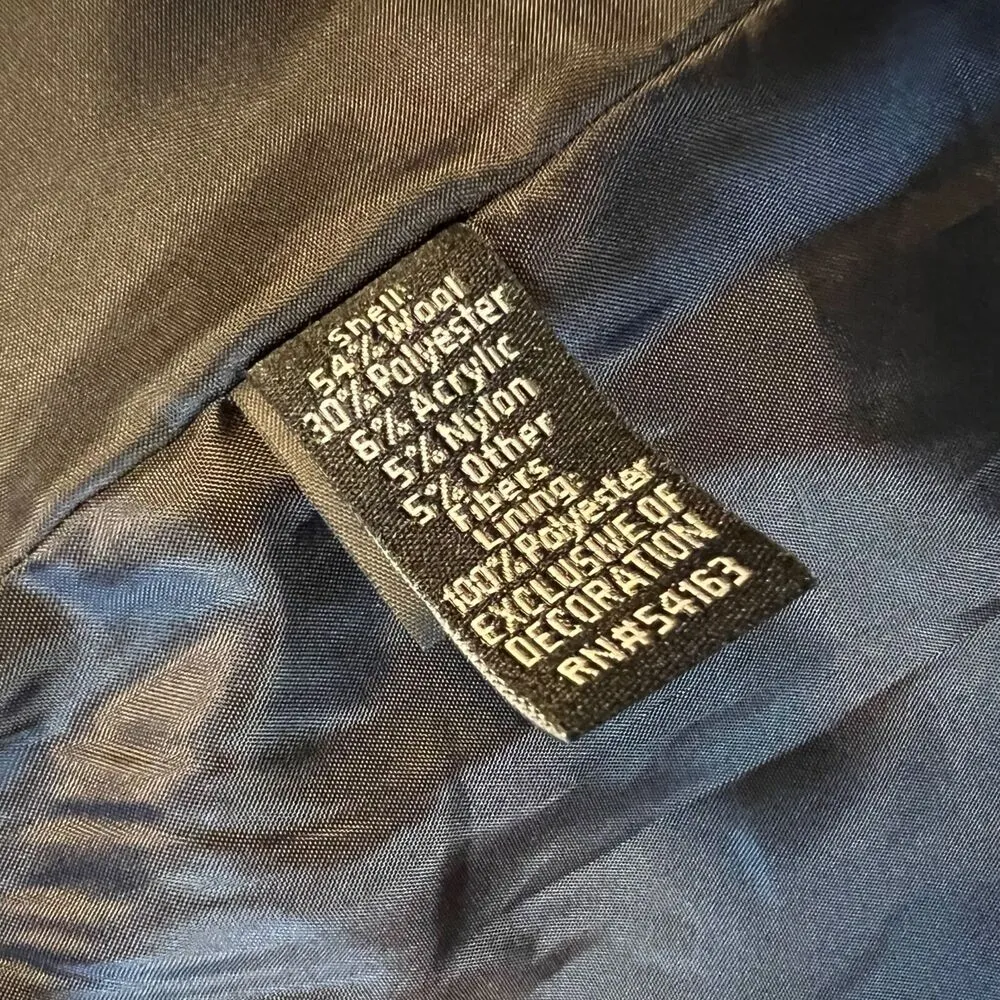 Shell:
54% Wool
30% Polyester
6% Acrylic
5% Nylon
5% Other
Fibers
Lining:
100% Polyester
EXCLUSIVE OF
DECORATION
RN#54163